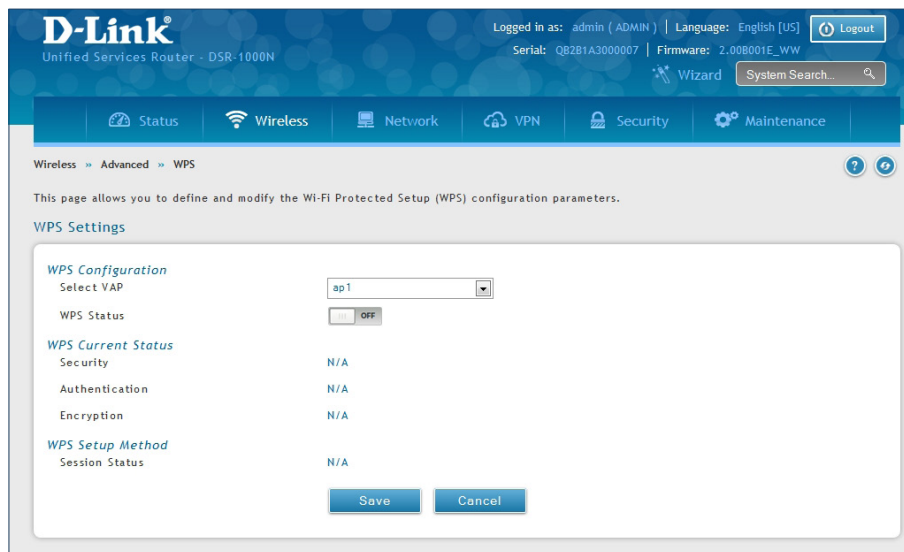 D-Link®
Unified Services Router - DSR-1000N
Logged in as: admin ( ADMIN ) | Language: English [US]
Logout
Serial: QB2B1A3000007 | Firmware: 2.00B001E_WW
Wizard
System Search...
Status
Wireless
Network
VPN
Security
Maintenance
Wireless » Advanced » WPS
?
This page allows you to define and modify the Wi-Fi Protected Setup (WPS) configuration parameters.
WPS Settings
WPS Configuration
Select VAP ap1
WPS Status OFF
WPS Current Status
Security N/A
Authentication N/A
Encryption N/A
WPS Setup Method
Session Status N/A
Save Cancel